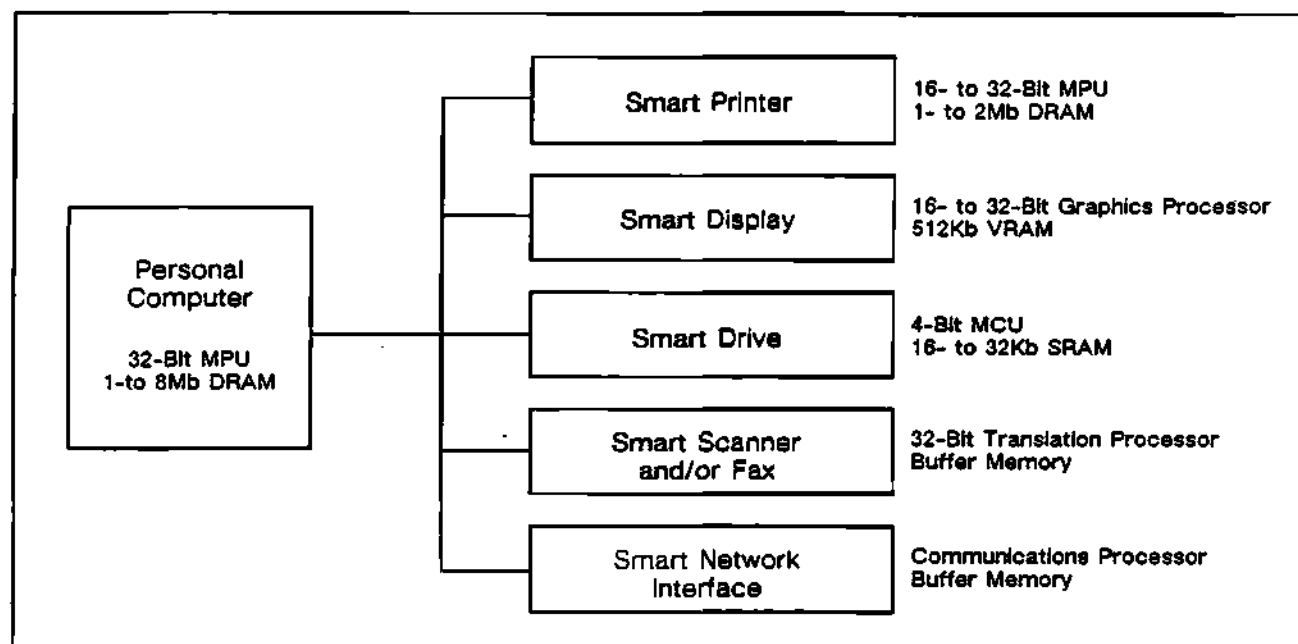 Personal
Computer
32-Bit MPU
1-to 8Mb DRAM
Smart Printer
16- to 32-Bit MPU
1- to 2Mb DRAM
Smart Display
16- to 32-Bit Graphics Processor
512Kb VRAM
Smart Drive
4-Bit MCU
16- to 32Kb SRAM
Smart Scanner
and/or Fax
32-Bit Translation Processor
Buffer Memory
Smart Network
Interface
Communications Processor
Buffer Memory